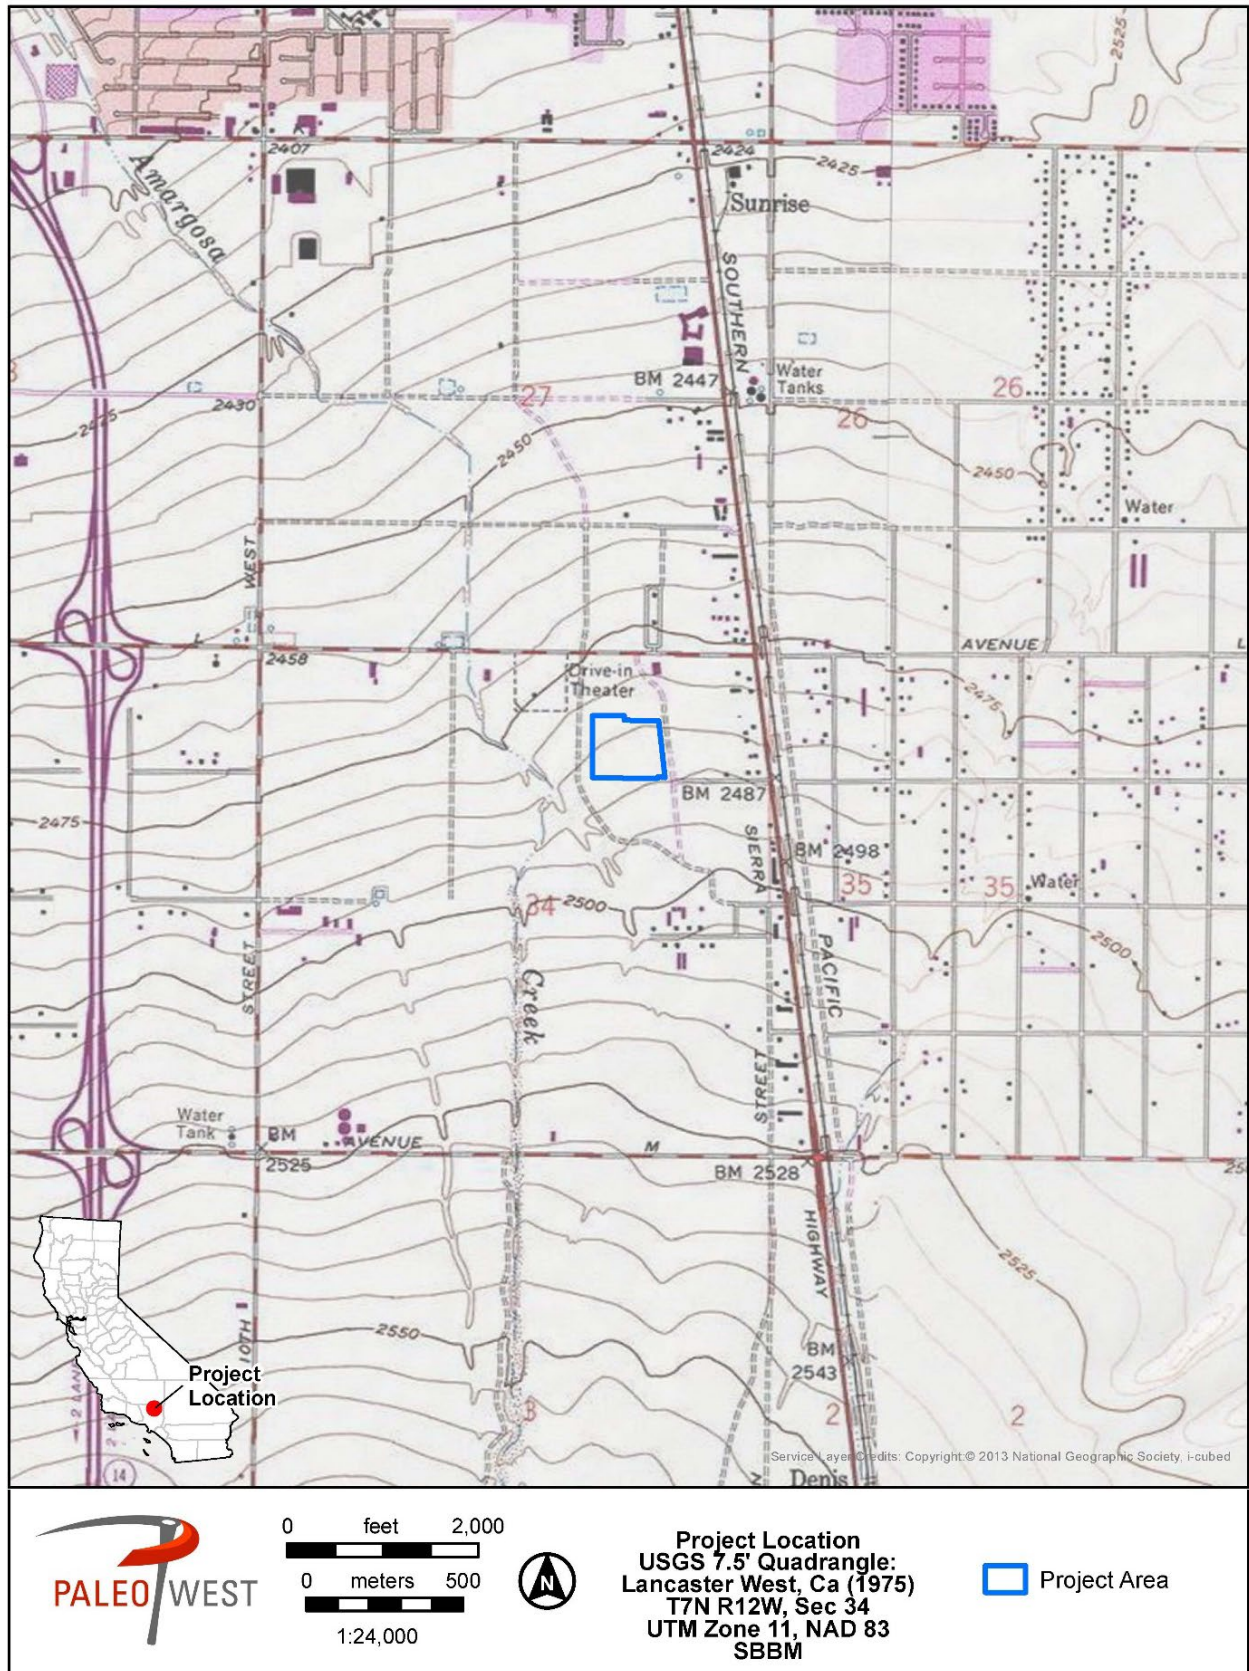 2525
Amargosa
2407
2424
2425
Sunrise
SOUTHERN
27
BM 2447
Water
Tanks
26
26
2430
2425
2450
2450
Water
WEST
L
AVENUE
L
2458
Drive-in
Theater
2475
BM 2487
2475
SIERRA
BM 2498
35
35
Water
34
2500
2500
STREET
Creek
PACIFIC
STREET
Water
Tank
BM
2525
AVENUE
M
BM 2528
HIGHWAY
2525
2550
10TH
BM
2543
Project
Location
3
2
2
14
Service Layer Credits: Copyright:© 2013 National Geographic Society, i-cubed
Denis
PALEO WEST
0 feet 2,000
0 meters 500
1:24,000
N
Project Location
USGS 7.5' Quadrangle:
Lancaster West, Ca (1975)
T7N R12W, Sec 34
UTM Zone 11, NAD 83
SBBM
Project Area